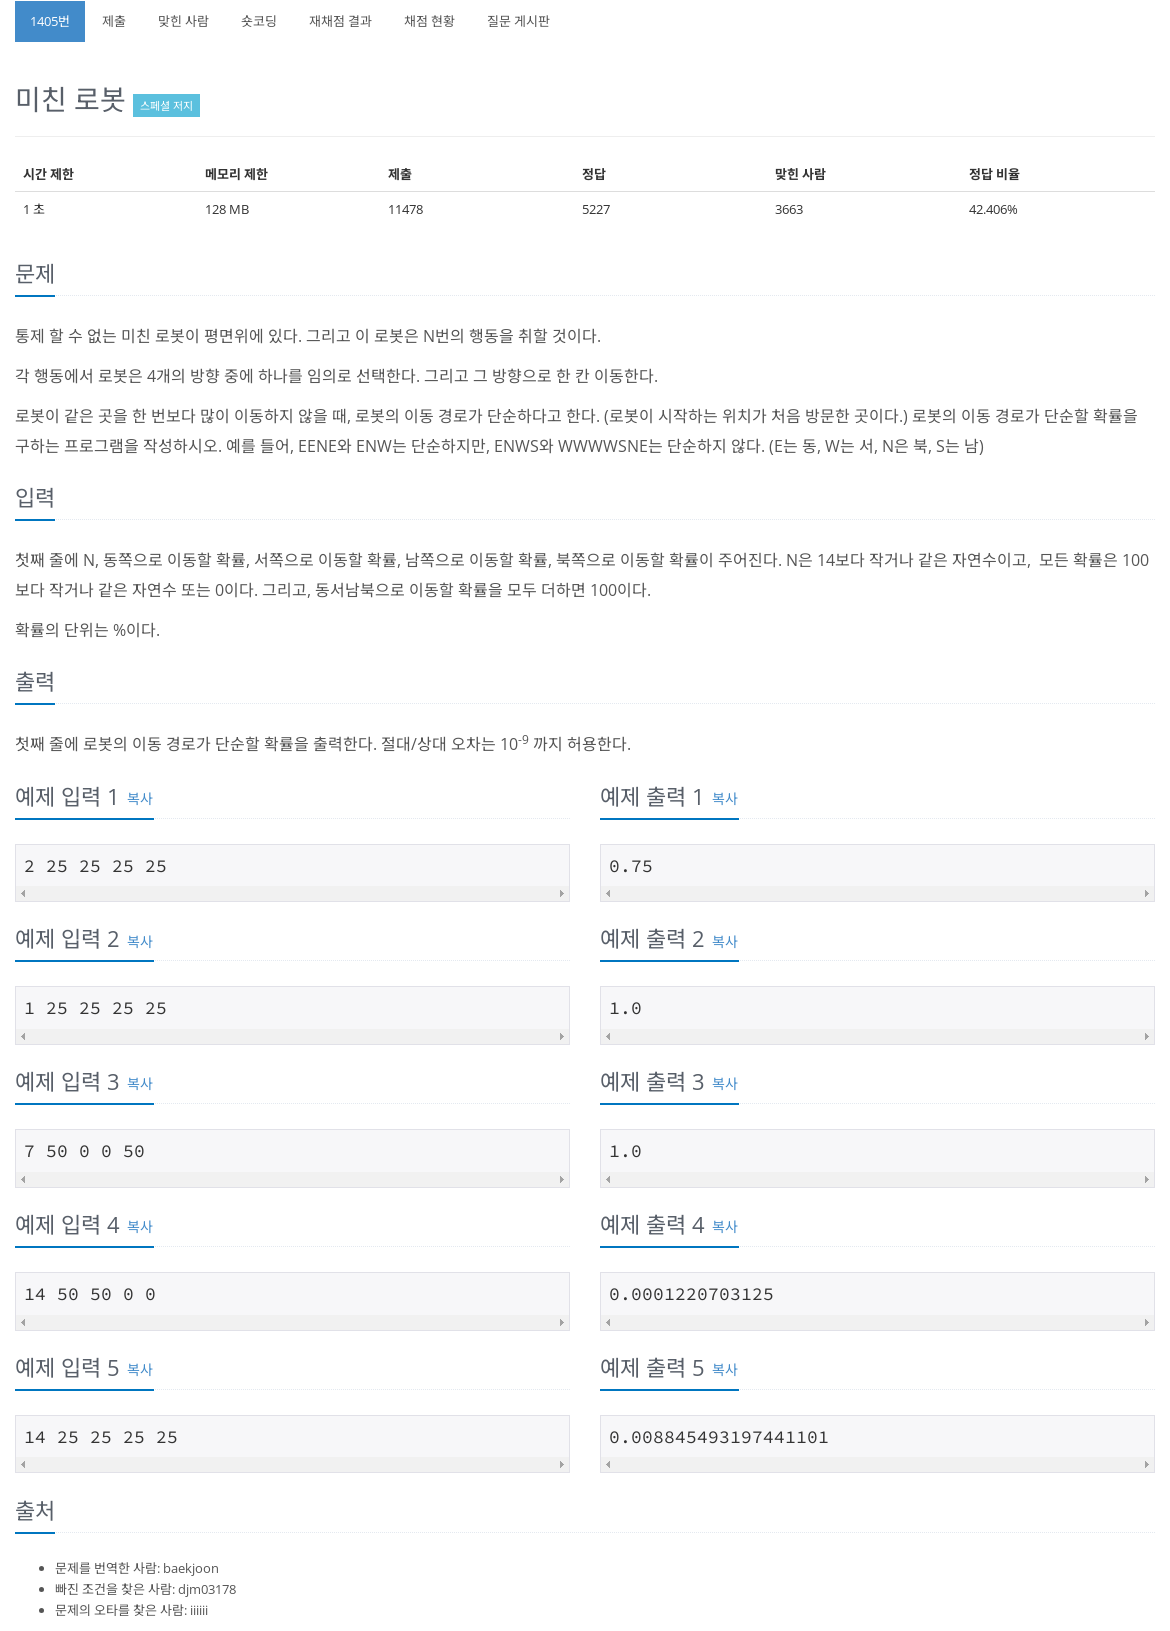 1405번 제출 맞힌 사람 숏코딩 재채점 결과 채점 현황 질문 게시판
미친 로봇 스페셜 저지
시간 제한 메모리 제한 제출 정답 맞힌 사람 정답 비율
1 초 128 MB 11478 5227 3663 42.406%
문제
통제 할 수 없는 미친 로봇이 평면위에 있다. 그리고 이 로봇은 N번의 행동을 취할 것이다.
각 행동에서 로봇은 4개의 방향 중에 하나를 임의로 선택한다. 그리고 그 방향으로 한 칸 이동한다.
로봇이 같은 곳을 한 번보다 많이 이동하지 않을 때, 로봇의 이동 경로가 단순하다고 한다. (로봇이 시작하는 위치가 처음 방문한 곳이다.) 로봇의 이동 경로가 단순할 확률을
구하는 프로그램을 작성하시오. 예를 들어, EENE와 ENW는 단순하지만, ENWS와 WWWWSNE는 단순하지 않다. (E는 동, W는 서, N은 북, S는 남)
입력
첫째 줄에 N, 동쪽으로 이동할 확률, 서쪽으로 이동할 확률, 남쪽으로 이동할 확률, 북쪽으로 이동할 확률이 주어진다. N은 14보다 작거나 같은 자연수이고,  모든 확률은 100
보다 작거나 같은 자연수 또는 0이다. 그리고, 동서남북으로 이동할 확률을 모두 더하면 100이다.
확률의 단위는 %이다.
출력
첫째 줄에 로봇의 이동 경로가 단순할 확률을 출력한다. 절대/상대 오차는 10-9 까지 허용한다.
예제 입력 1 복사
2 25 25 25 25
예제 출력 1 복사
0.75
예제 입력 2 복사
1 25 25 25 25
예제 출력 2 복사
1.0
예제 입력 3 복사
7 50 0 0 50
예제 출력 3 복사
1.0
예제 입력 4 복사
14 50 50 0 0
예제 출력 4 복사
0.0001220703125
예제 입력 5 복사
14 25 25 25 25
예제 출력 5 복사
0.008845493197441101
출처
문제를 번역한 사람: baekjoon
빠진 조건을 찾은 사람: djm03178
문제의 오타를 찾은 사람: iiiiii